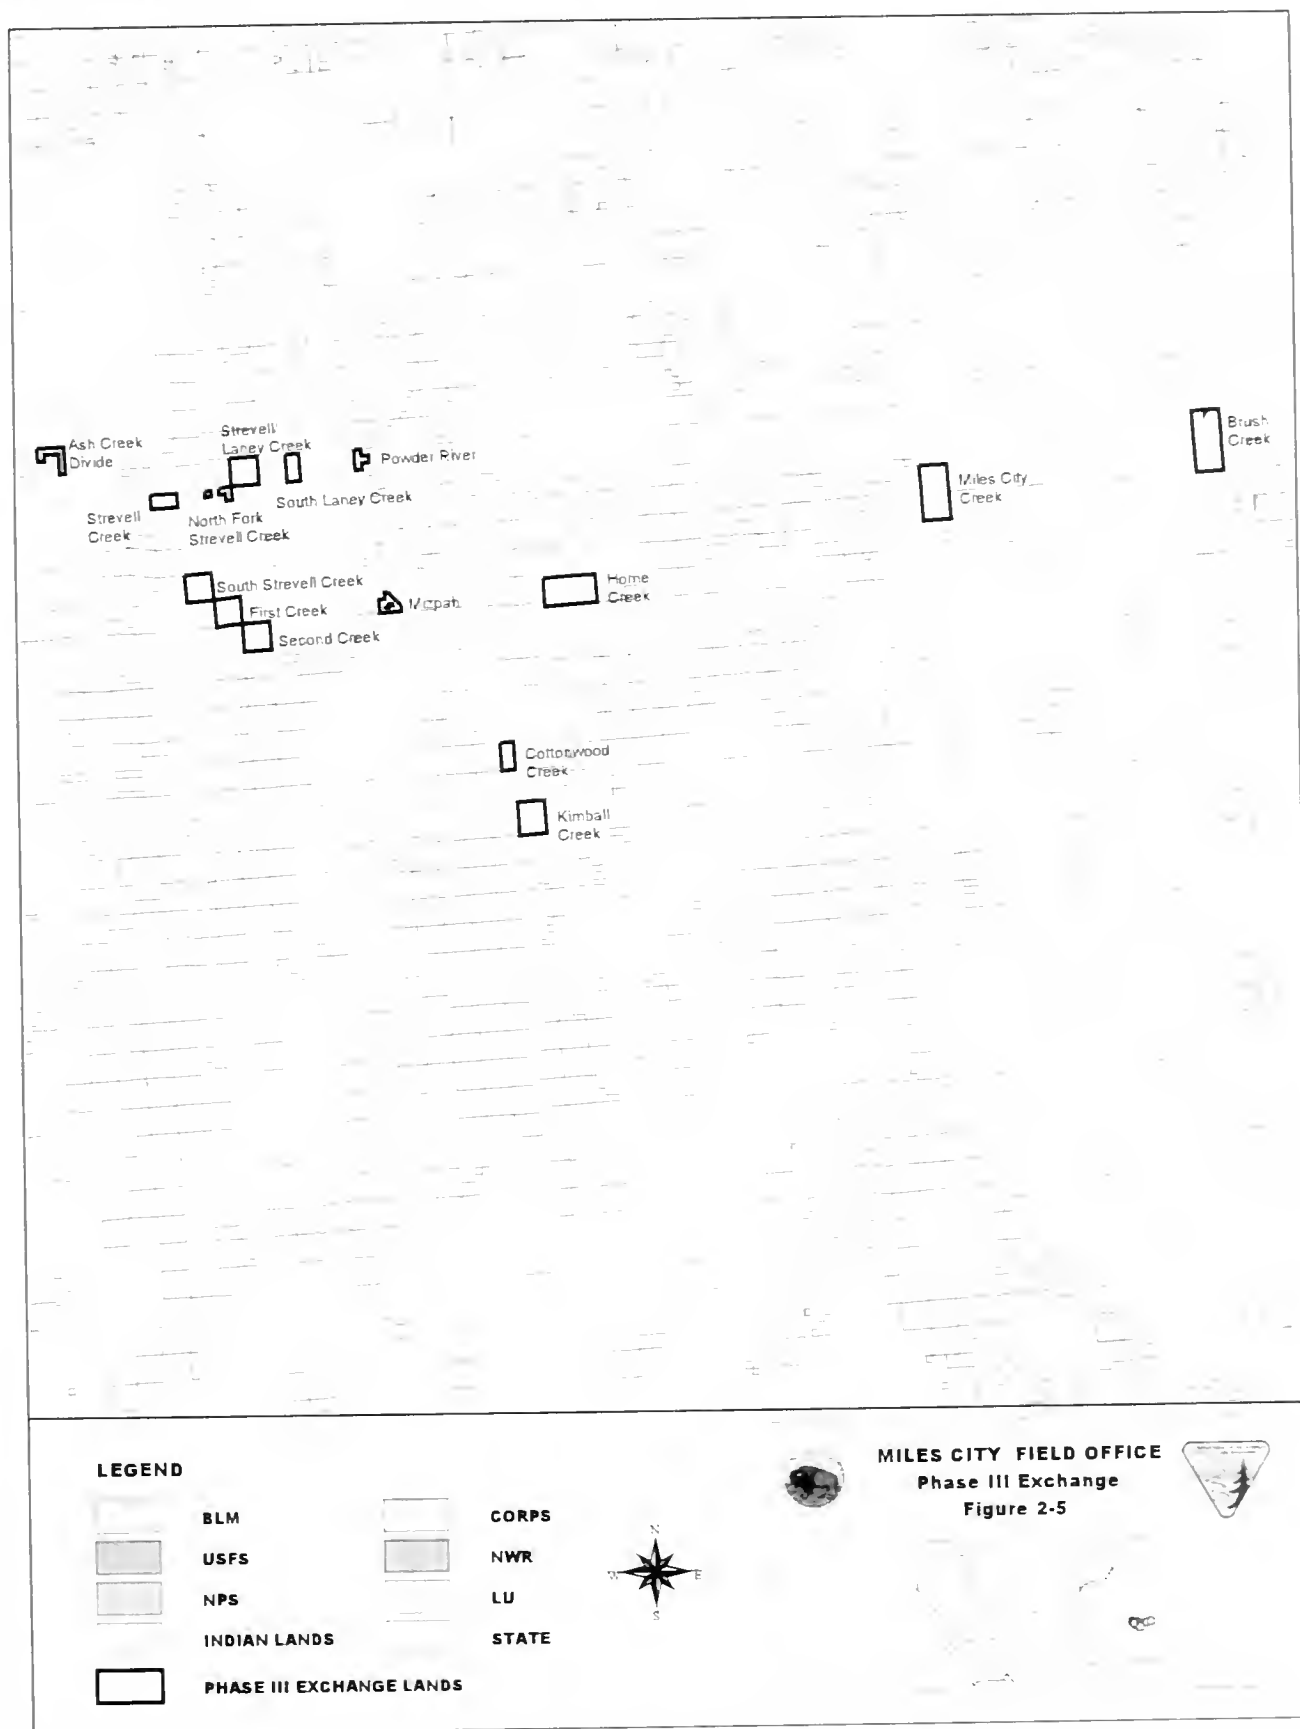 Ash Creek
Divide
Strevell
Laney Creek
Powder River
South Laney Creek
Strevell
Creek
North Fork
Strevell Creek
Miles City
Creek
Brush
Creek
South Strevell Creek
First Creek
Second Creek
Home
Creek
Cottonwood
Creek
Kimball
Creek
LEGEND
BLM
USFS
NPS
INDIAN LANDS
PHASE III EXCHANGE LANDS
CORPS
NWR
LU
STATE
N
W
E
S
MILES CITY FIELD OFFICE
Phase III Exchange
Figure 2-5